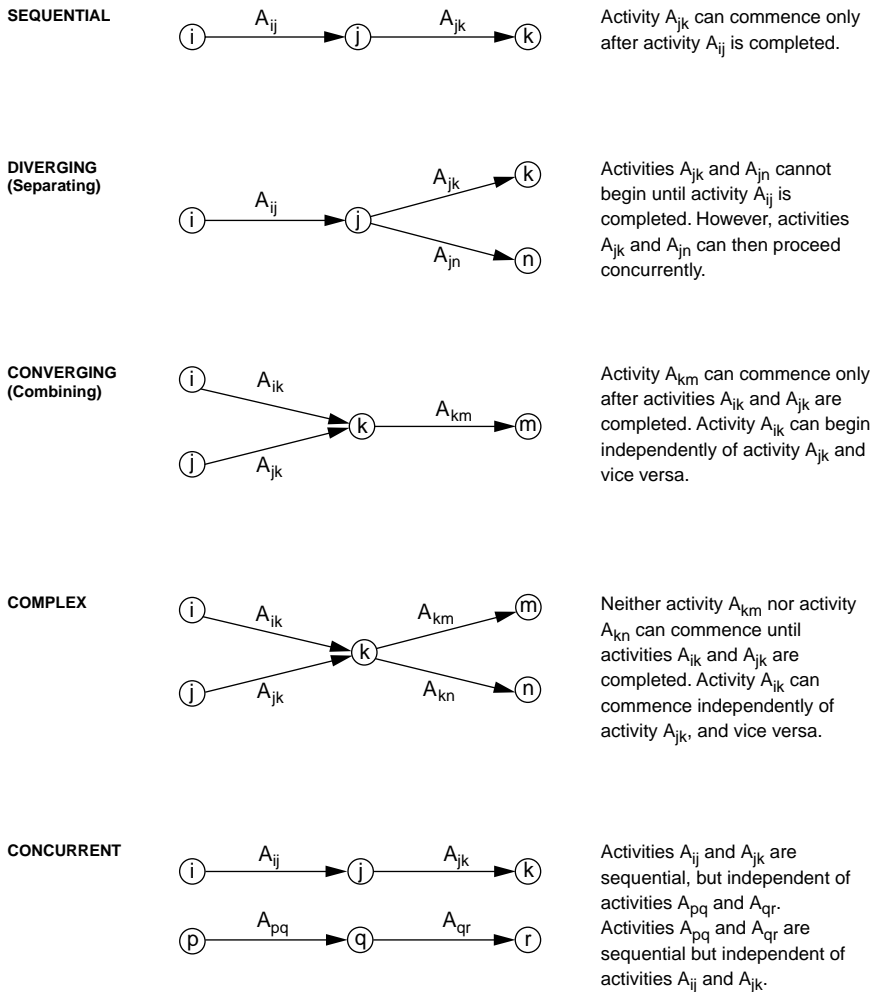 SEQUENTIAL
i A_ij j A_jk k
Activity A_jk can commence only
after activity A_ij is completed.
DIVERGING
(Separating)
i A_ij j A_jk k
A_jn n
Activities A_jk and A_jn cannot
begin until activity A_ij is
completed. However, activities
A_jk and A_jn can then proceed
concurrently.
CONVERGING
(Combining)
i A_ik k A_km m
j A_jk
Activity A_km can commence only
after activities A_ik and A_jk are
completed. Activity A_ik can begin
independently of activity A_jk and
vice versa.
COMPLEX
i A_ik k A_km m
j A_jk A_kn n
Neither activity A_km nor activity
A_kn can commence until
activities A_ik and A_jk are
completed. Activity A_ik can
commence independently of
activity A_jk, and vice versa.
CONCURRENT
i A_ij j A_jk k
p A_pq q A_qr r
Activities A_ij and A_jk are
sequential, but independent of
activities A_pq and A_qr.
Activities A_pq and A_qr are
sequential but independent of
activities A_ij and A_jk.